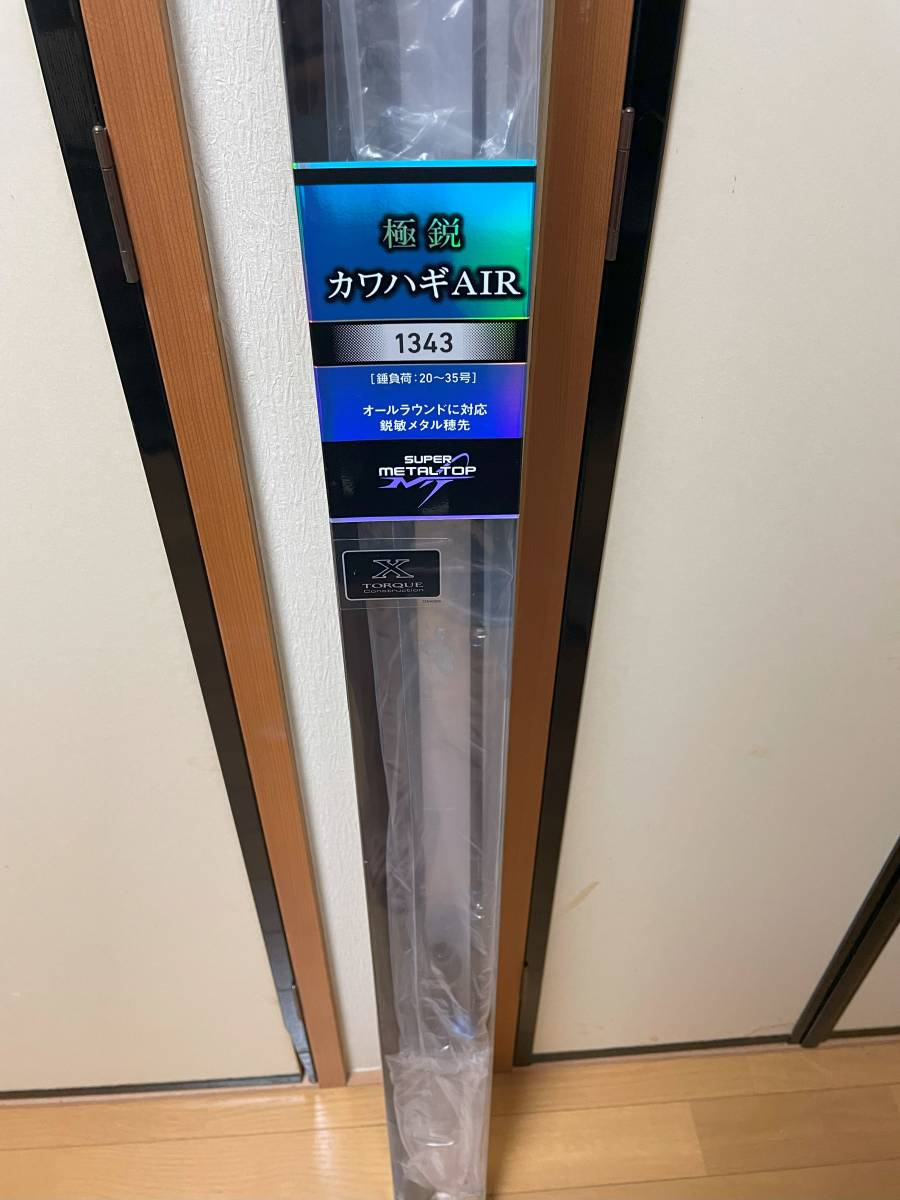 極鋭
カワハギAIR
1343
[錘負荷:20〜35号]
オールラウンドに対応
鋭敏メタル穂先
SUPER
METALTOP
MT
X
TORQUE
Construction